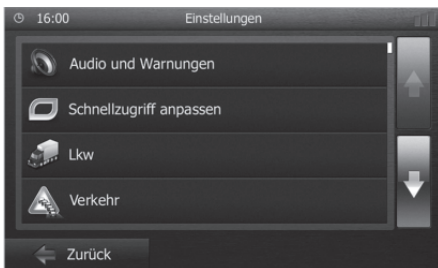 16:00 Einstellungen
Audio und Warnungen
Schnellzugriff anpassen
Lkw
Verkehr
Zurück